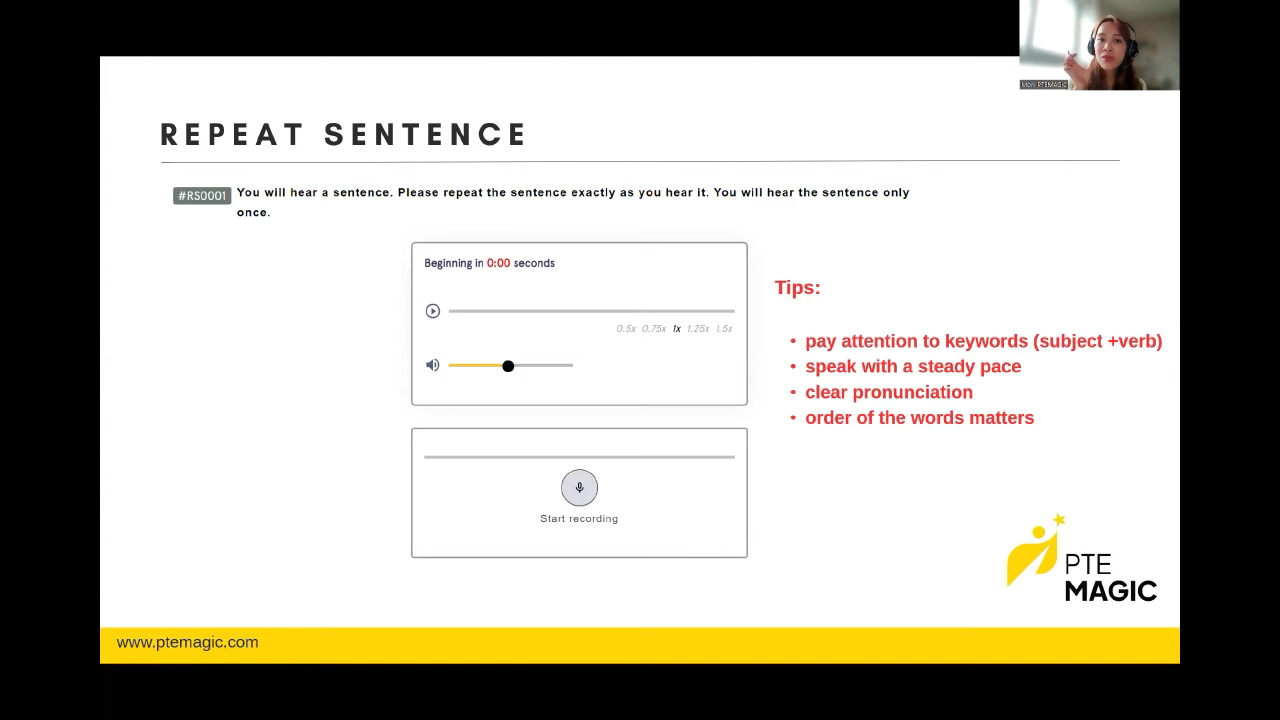 Moni PTEMAGIC
REPEAT SENTENCE
#RS0001
You will hear a sentence. Please repeat the sentence exactly as you hear it. You will hear the sentence only
once.
Beginning in 0:00 seconds
0.5x 0.75x 1x 1.25x 1.5x
Start recording
Tips:
• pay attention to keywords (subject +verb)
• speak with a steady pace
• clear pronunciation
• order of the words matters
PTE
MAGIC
www.ptemagic.com